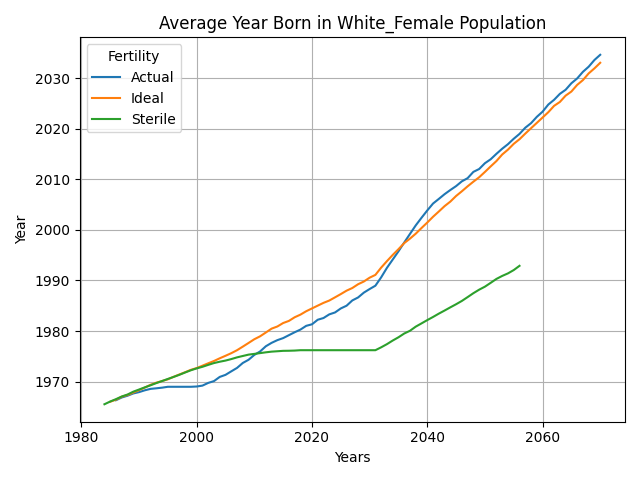 Average Year Born in White_Female Population
Fertility
Actual
Ideal
Sterile
2030
2020
2010
2000
1990
1980
1970
Year
1980
2000
2020
2040
2060
Years